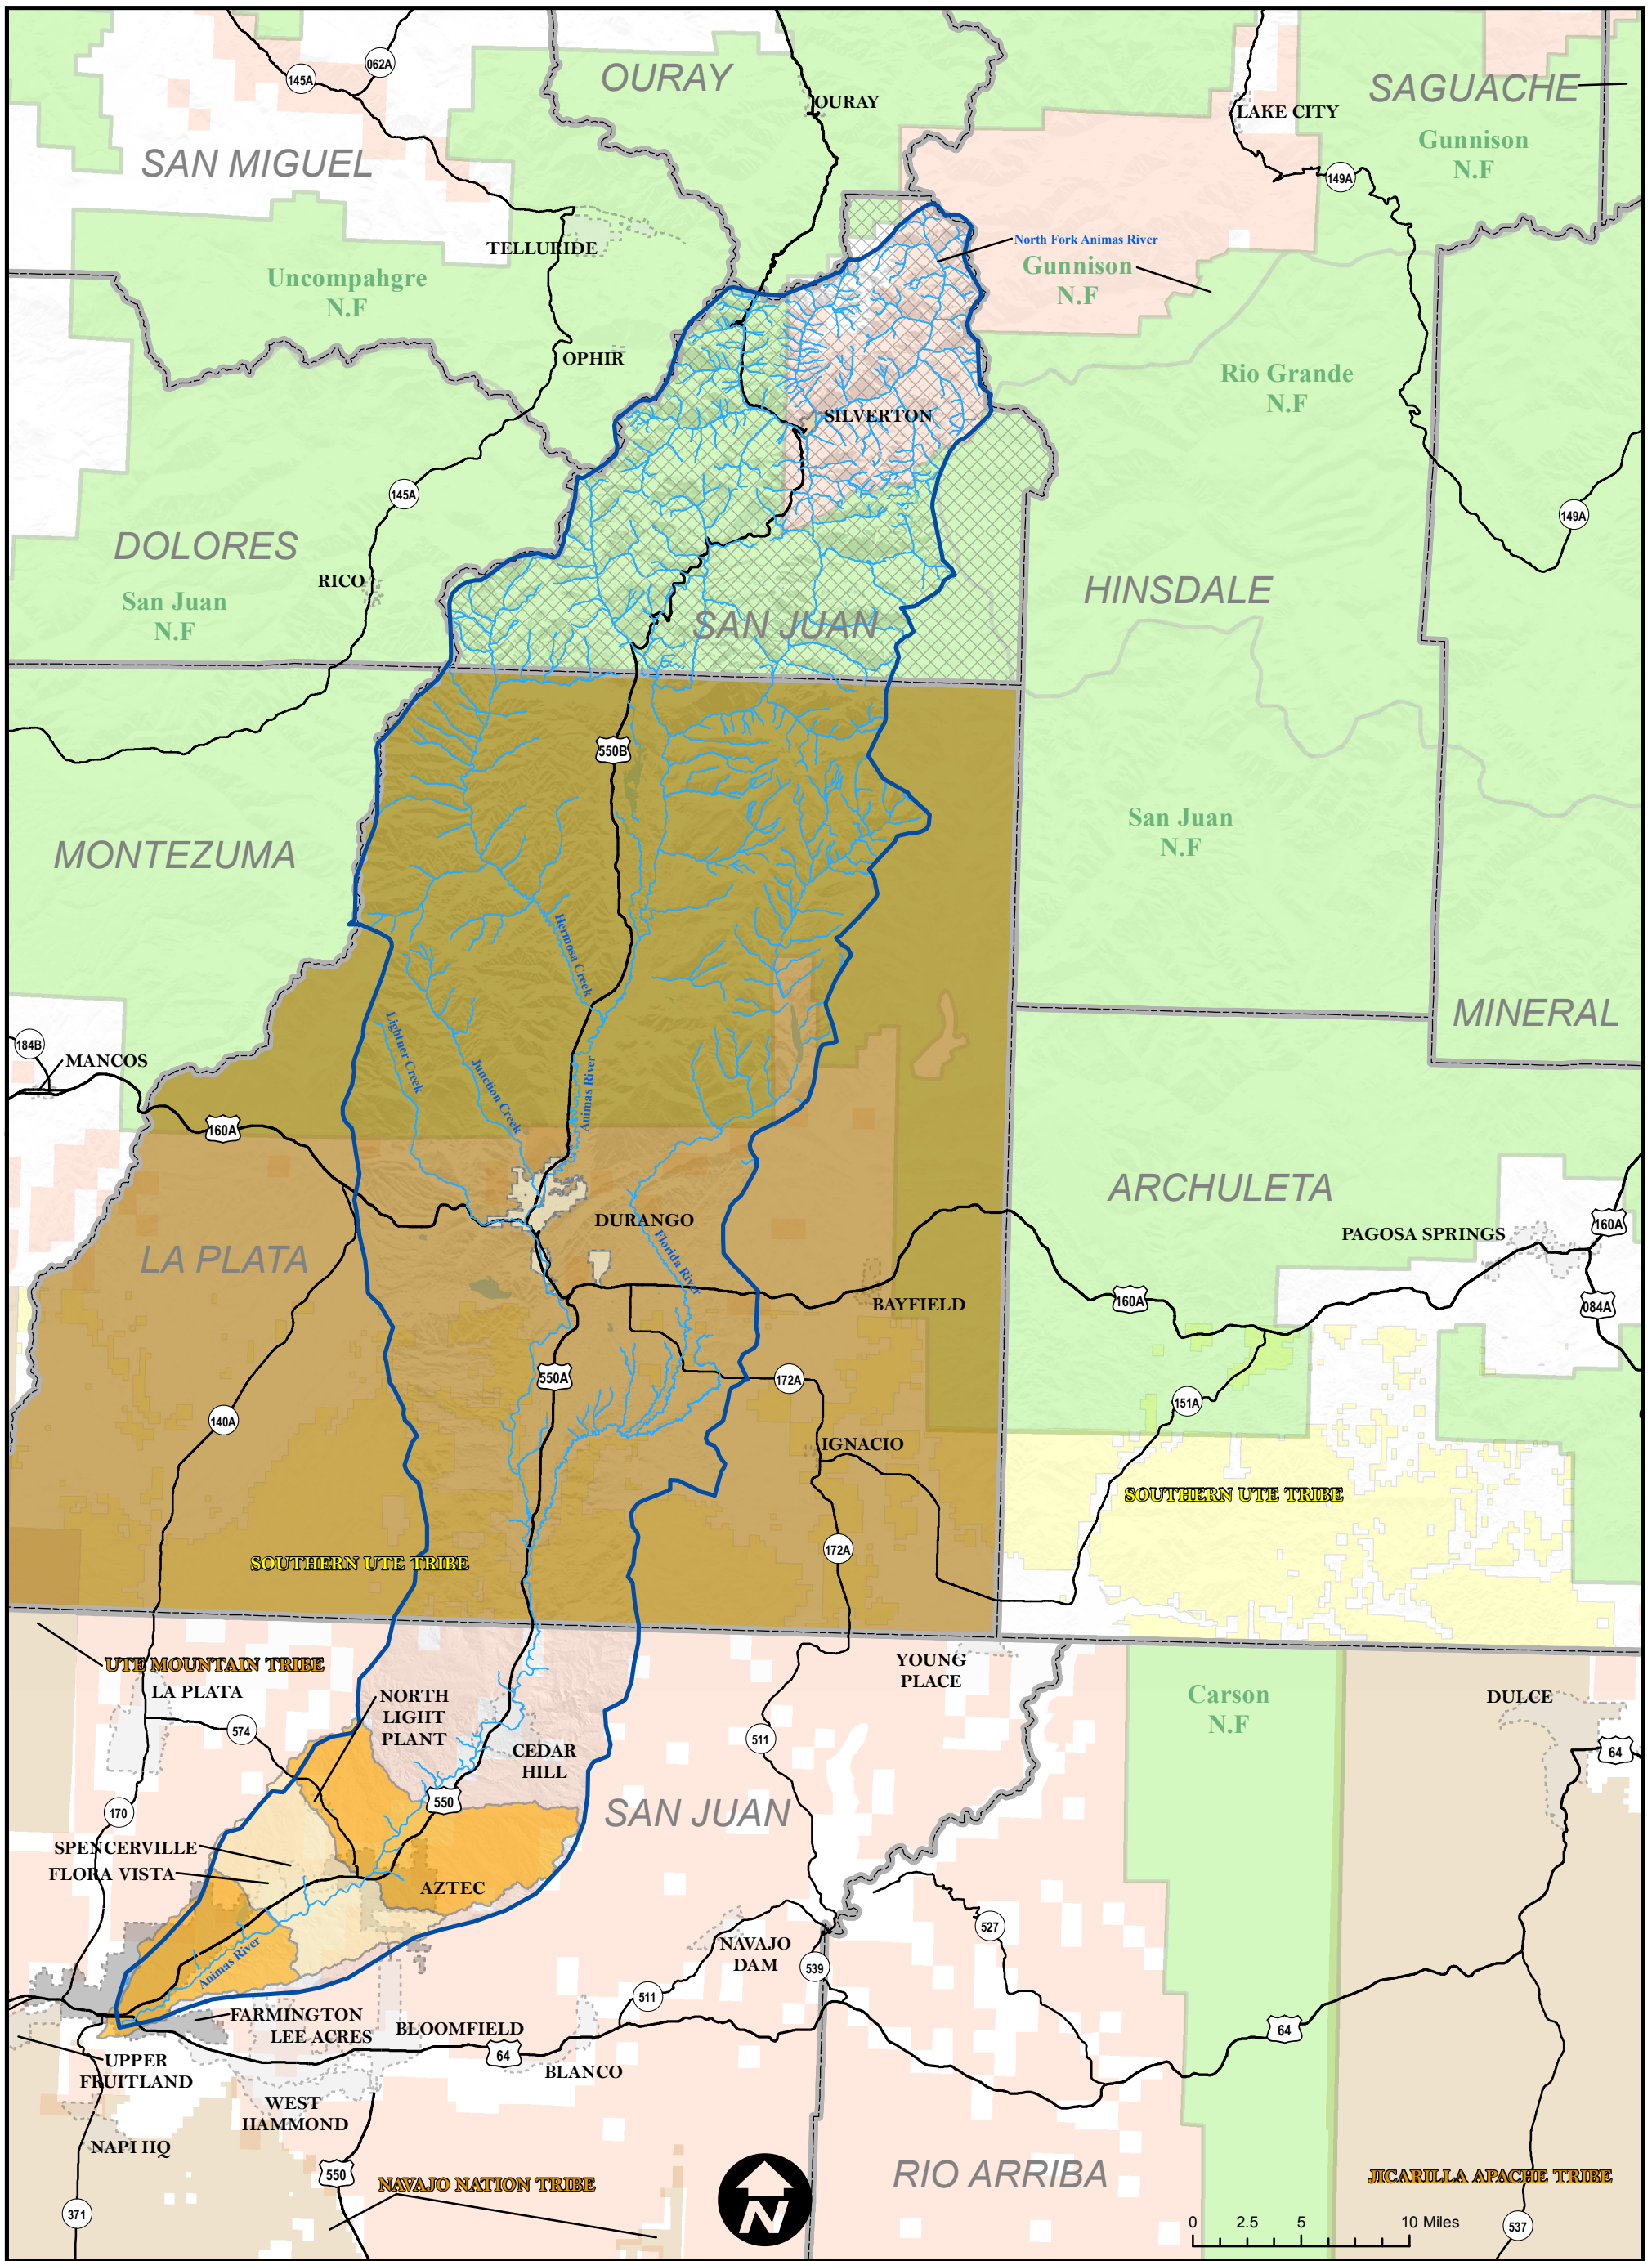 062A
145A
OURAY
OURAY
SAGUACHE
LAKE CITY
Gunnison
N.F
SAN MIGUEL
149A
TELLURIDE
North Fork Animas River
Gunnison
N.F
Uncompahgre
N.F
OPHIR
Rio Grande
N.F
SILVERTON
145A
149A
DOLORES
RICO
HINSDALE
San Juan
N.F
SAN JUAN
550B
San Juan
N.F
MONTEZUMA
Hermosa Creek
MINERAL
Lightner Creek
184B
MANCOS
Junction Creek
Animas River
160A
ARCHULETA
DURANGO
160A
PAGOSA SPRINGS
LA PLATA
Florida River
BAYFIELD
160A
084A
550A
172A
151A
140A
IGNACIO
SOUTHERN UTE TRIBE
172A
SOUTHERN UTE TRIBE
UTE MOUNTAIN TRIBE
YOUNG
PLACE
LA PLATA
NORTH
LIGHT
PLANT
Carson
N.F
DULCE
574
511
CEDAR
HILL
64
550
170
SAN JUAN
SPENCERVILLE
FLORA VISTA
AZTEC
527
NAVAJO
DAM
Animas River
539
511
FARMINGTON
LEE ACRES
BLOOMFIELD
64
64
UPPER
FRUITLAND
BLANCO
WEST
HAMMOND
NAPI HQ
550
NAVAJO NATION TRIBE
RIO ARRIBA
JICARILLA APACHE TRIBE
371
N
0 2.5 5 10 Miles
537